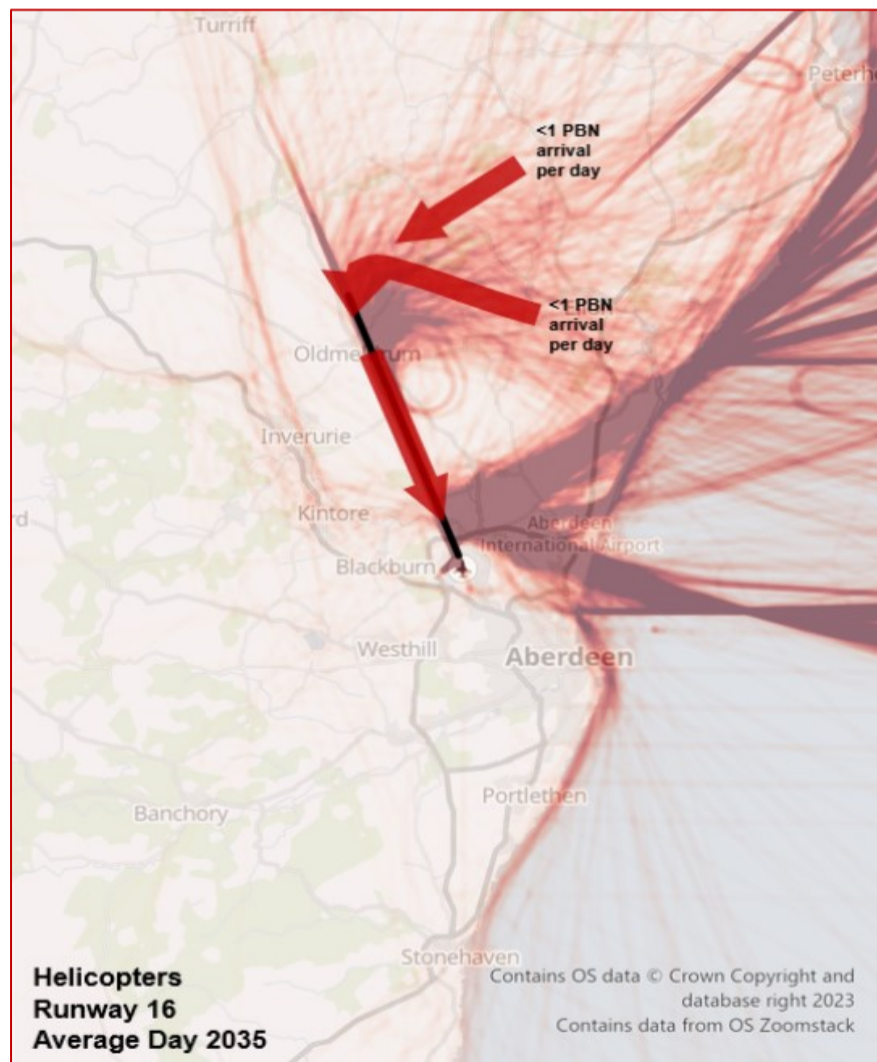 Turriff
Peterhe
<1 PBN
arrival
per day
<1 PBN
arrival
per day
Oldmeldrum
Inverurie
Kintore
Aberdeen
International Airport
Blackburn
rd
Westhill
Aberdeen
Portlethen
Banchory
Stonehaven
Helicopters
Runway 16
Average Day 2035
Contains OS data © Crown Copyright and
database right 2023
Contains data from OS Zoomstack